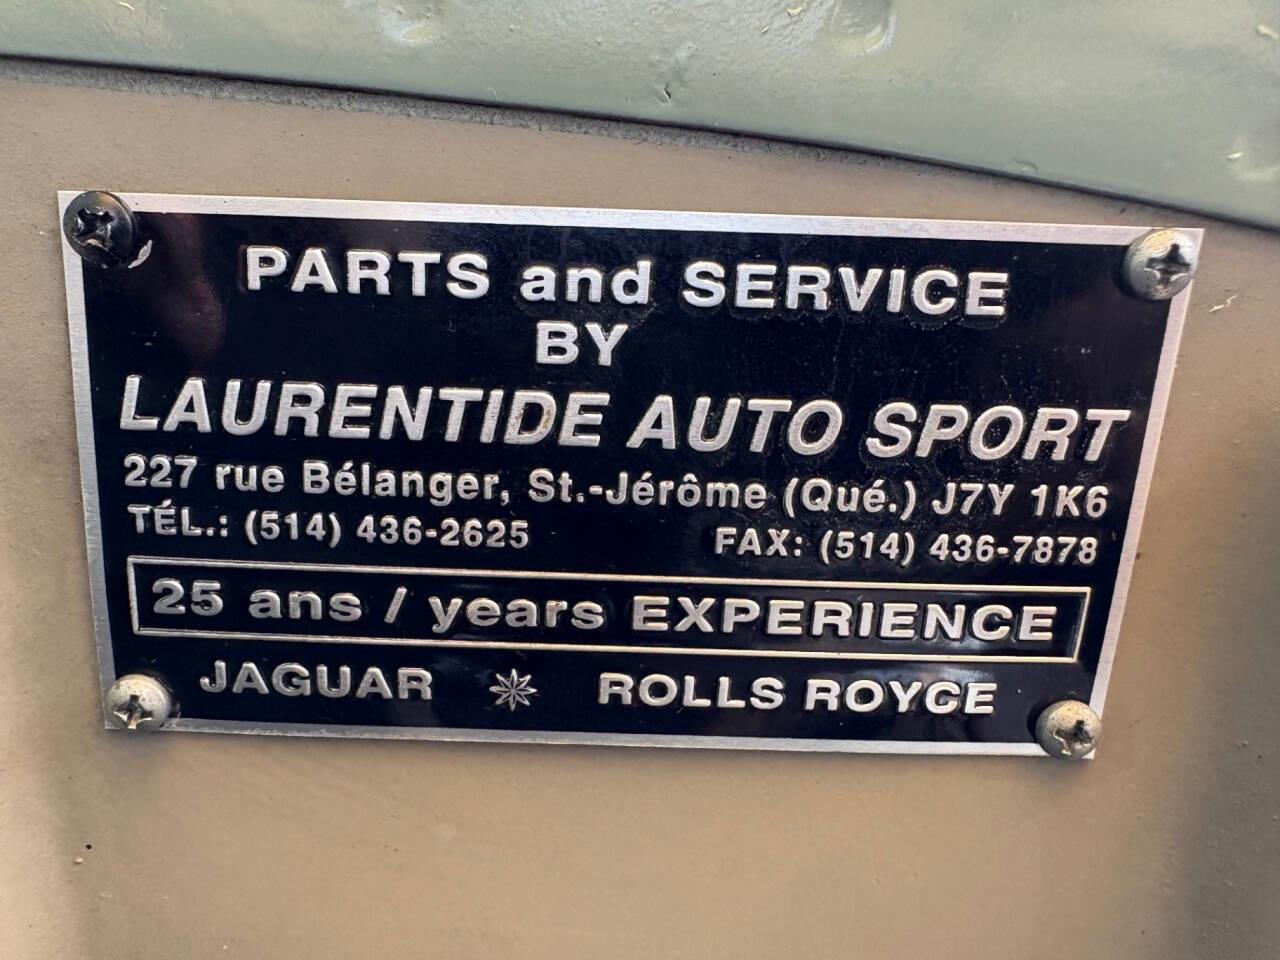 PARTS and SERVICE
BY
LAURENTIDE AUTO SPORT
227 rue Bélanger, St.-Jérôme (Qué.) J7Y 1K6
TÉL.: (514) 436-2625 FAX: (514) 436-7878
25 ans / years EXPERIENCE
JAGUAR ✴ ROLLS ROYCE